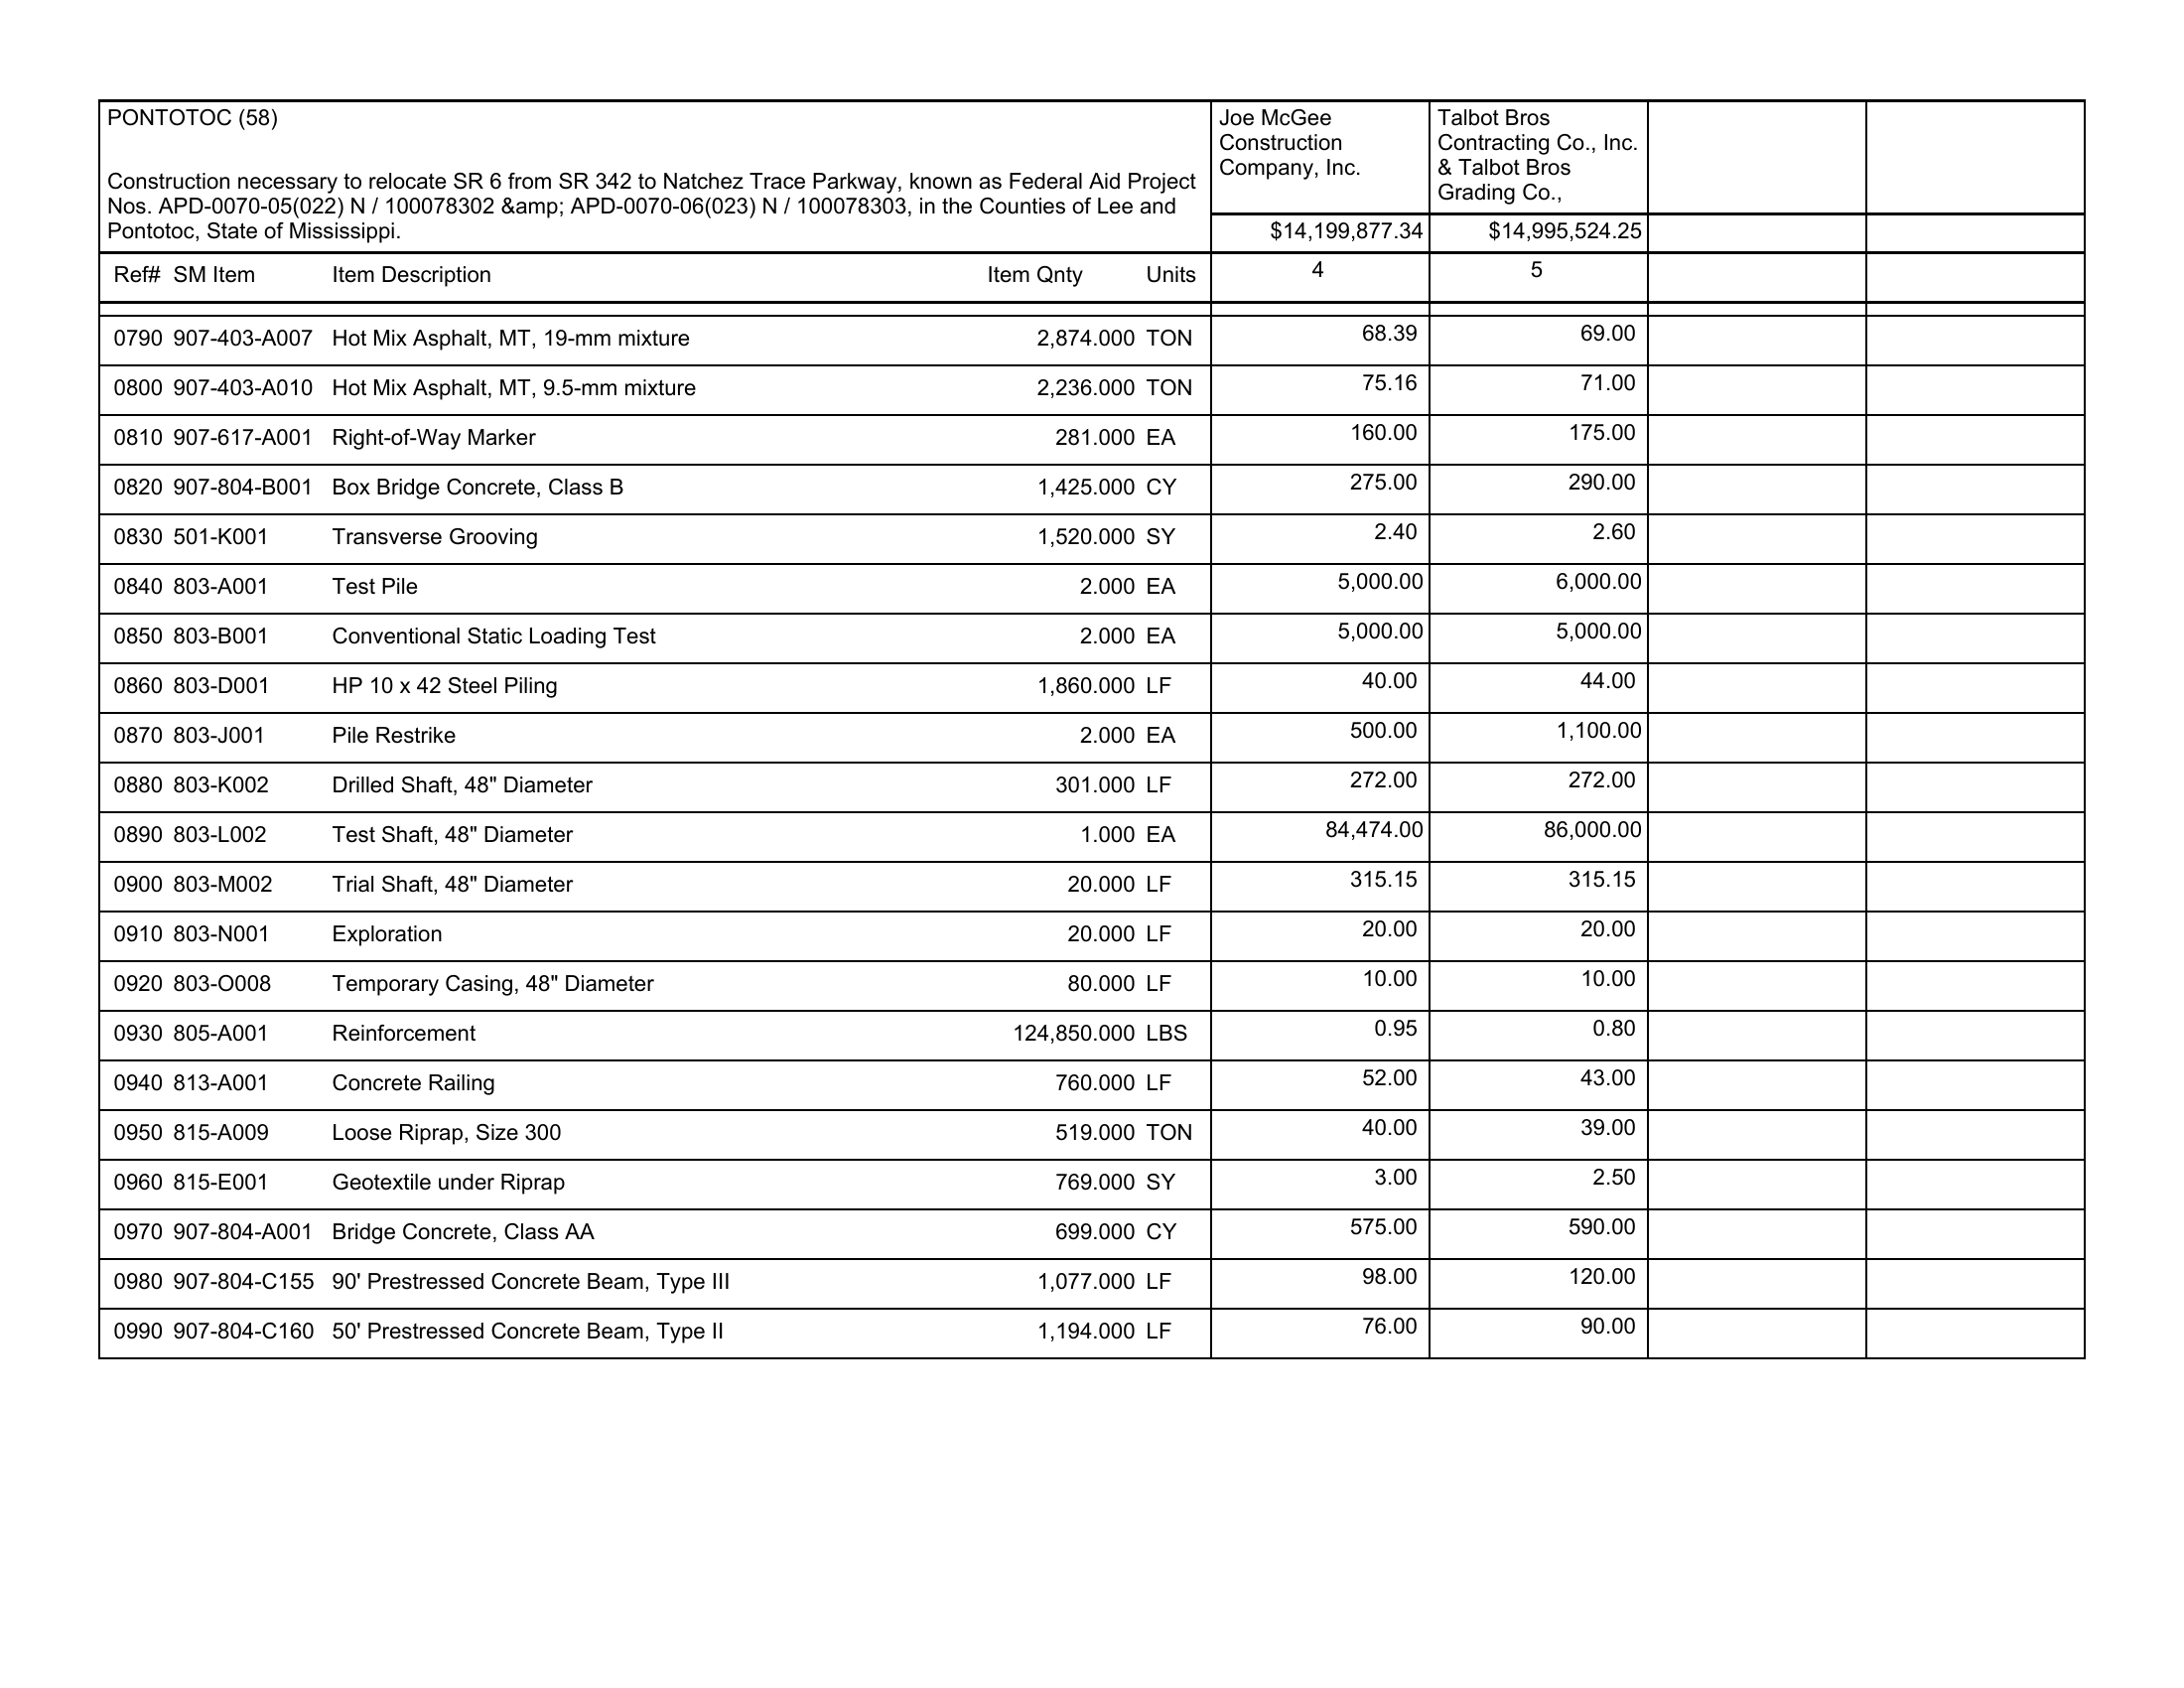 PONTOTOC (58)
Construction necessary to relocate SR 6 from SR 342 to Natchez Trace Parkway, known as Federal Aid Project
Nos. APD-0070-05(022) N / 100078302 &amp; APD-0070-06(023) N / 100078303, in the Counties of Lee and
Pontotoc, State of Mississippi.
Joe McGee
Construction
Company, Inc.
Talbot Bros
Contracting Co., Inc.
& Talbot Bros
Grading Co.,
$14,199,877.34 $14,995,524.25
Ref# SM Item Item Description Item Qnty Units 4 5
0790 907-403-A007 Hot Mix Asphalt, MT, 19-mm mixture 2,874.000 TON 68.39 69.00
0800 907-403-A010 Hot Mix Asphalt, MT, 9.5-mm mixture 2,236.000 TON 75.16 71.00
0810 907-617-A001 Right-of-Way Marker 281.000 EA 160.00 175.00
0820 907-804-B001 Box Bridge Concrete, Class B 1,425.000 CY 275.00 290.00
0830 501-K001 Transverse Grooving 1,520.000 SY 2.40 2.60
0840 803-A001 Test Pile 2.000 EA 5,000.00 6,000.00
0850 803-B001 Conventional Static Loading Test 2.000 EA 5,000.00 5,000.00
0860 803-D001 HP 10 x 42 Steel Piling 1,860.000 LF 40.00 44.00
0870 803-J001 Pile Restrike 2.000 EA 500.00 1,100.00
0880 803-K002 Drilled Shaft, 48" Diameter 301.000 LF 272.00 272.00
0890 803-L002 Test Shaft, 48" Diameter 1.000 EA 84,474.00 86,000.00
0900 803-M002 Trial Shaft, 48" Diameter 20.000 LF 315.15 315.15
0910 803-N001 Exploration 20.000 LF 20.00 20.00
0920 803-O008 Temporary Casing, 48" Diameter 80.000 LF 10.00 10.00
0930 805-A001 Reinforcement 124,850.000 LBS 0.95 0.80
0940 813-A001 Concrete Railing 760.000 LF 52.00 43.00
0950 815-A009 Loose Riprap, Size 300 519.000 TON 40.00 39.00
0960 815-E001 Geotextile under Riprap 769.000 SY 3.00 2.50
0970 907-804-A001 Bridge Concrete, Class AA 699.000 CY 575.00 590.00
0980 907-804-C155 90' Prestressed Concrete Beam, Type III 1,077.000 LF 98.00 120.00
0990 907-804-C160 50' Prestressed Concrete Beam, Type II 1,194.000 LF 76.00 90.00